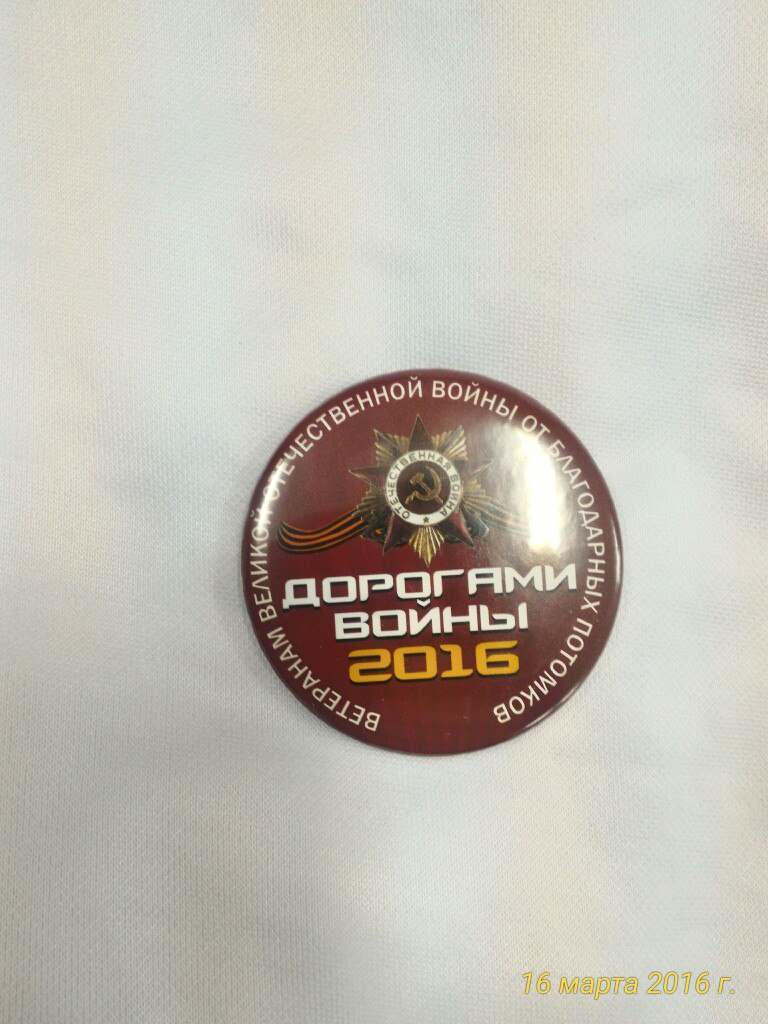 ВЕТЕРАНАМ ВЕЛИКОЙ ОТЕЧЕСТВЕННОЙ ВОЙНЫ ОТ БЛАГОДАРНЫХ ПОТОМКОВ
ОТЕЧЕСТВЕННАЯ ВОЙНА
ДОРОГАМИ
ВОЙНЫ
2016
16 марта 2016 г.